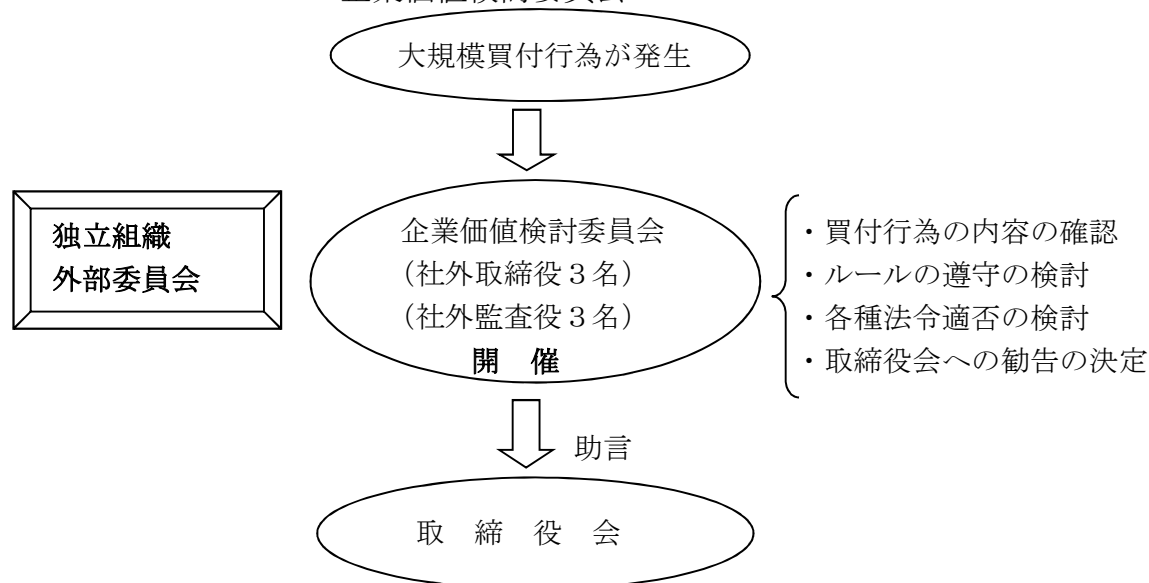 大規模買付行為が発生
独立組織
外部委員会
企業価値検討委員会
（社外取締役３名）
（社外監査役３名）
開　催
・買付行為の内容の確認
・ルールの遵守の検討
・各種法令適否の検討
・取締役会への勧告の決定
助言
取　締　役　会